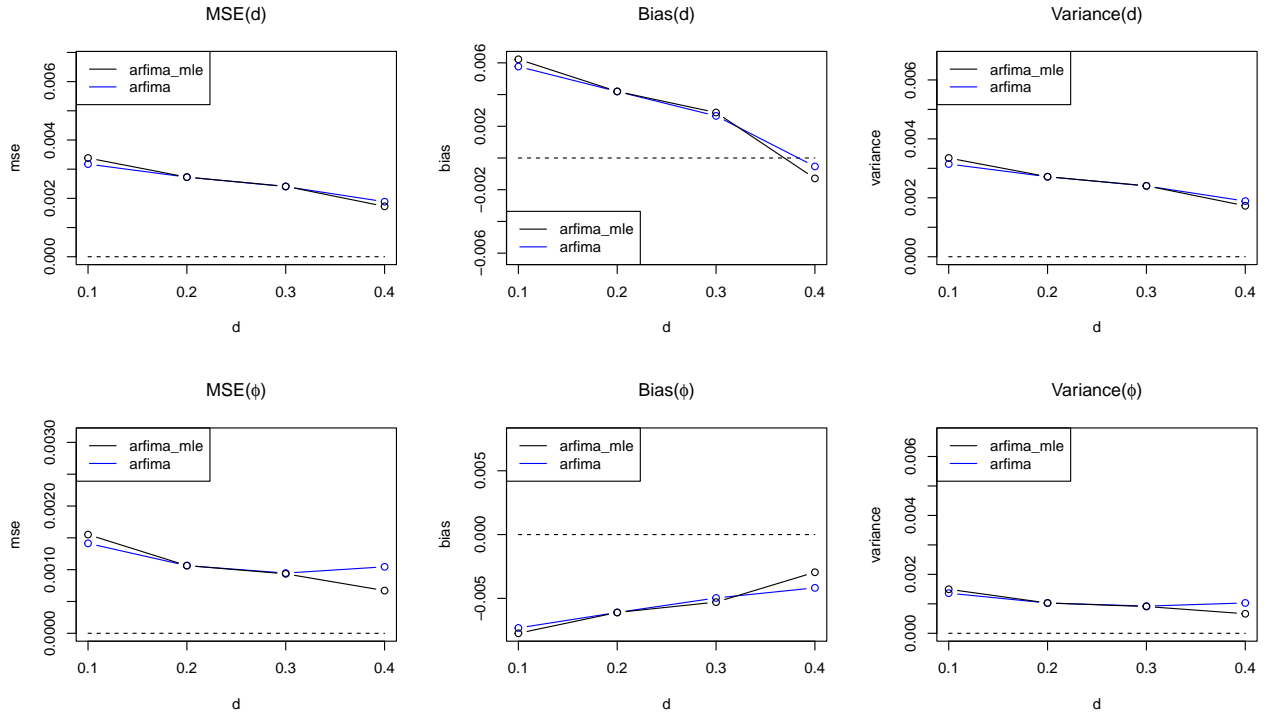 MSE(d)
mse
0.000
0.002
0.004
0.006
arfima_mle
arfima
0.1 0.2 0.3 0.4
d
Bias(d)
bias
−0.006
−0.002
0.002
0.006
arfima_mle
arfima
0.1 0.2 0.3 0.4
d
Variance(d)
variance
0.000
0.002
0.004
0.006
arfima_mle
arfima
0.1 0.2 0.3 0.4
d
MSE(ϕ)
mse
0.0000
0.0010
0.0020
0.0030
arfima_mle
arfima
0.1 0.2 0.3 0.4
d
Bias(ϕ)
bias
−0.005
0.000
0.005
arfima_mle
arfima
0.1 0.2 0.3 0.4
d
Variance(ϕ)
variance
0.000
0.002
0.004
0.006
arfima_mle
arfima
0.1 0.2 0.3 0.4
d